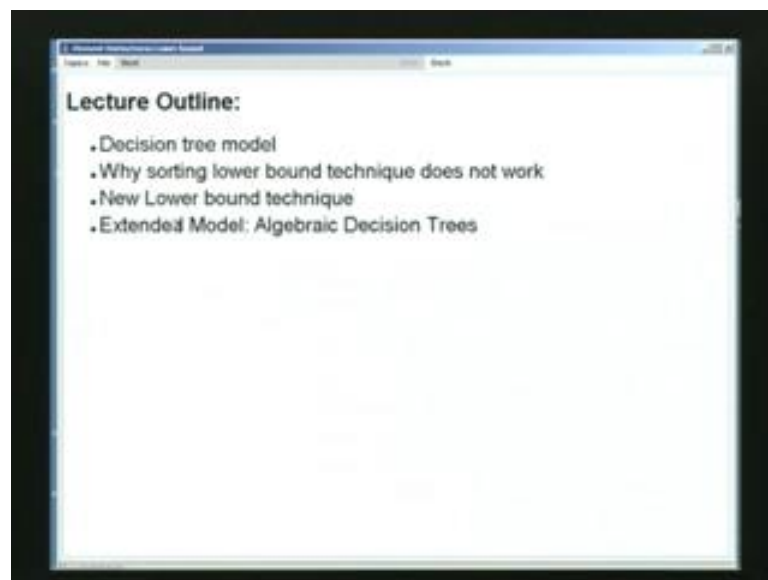 Lecture Outline:
. Decision tree model
. Why sorting lower bound technique does not work
. New Lower bound technique
. Extended Model: Algebraic Decision Trees